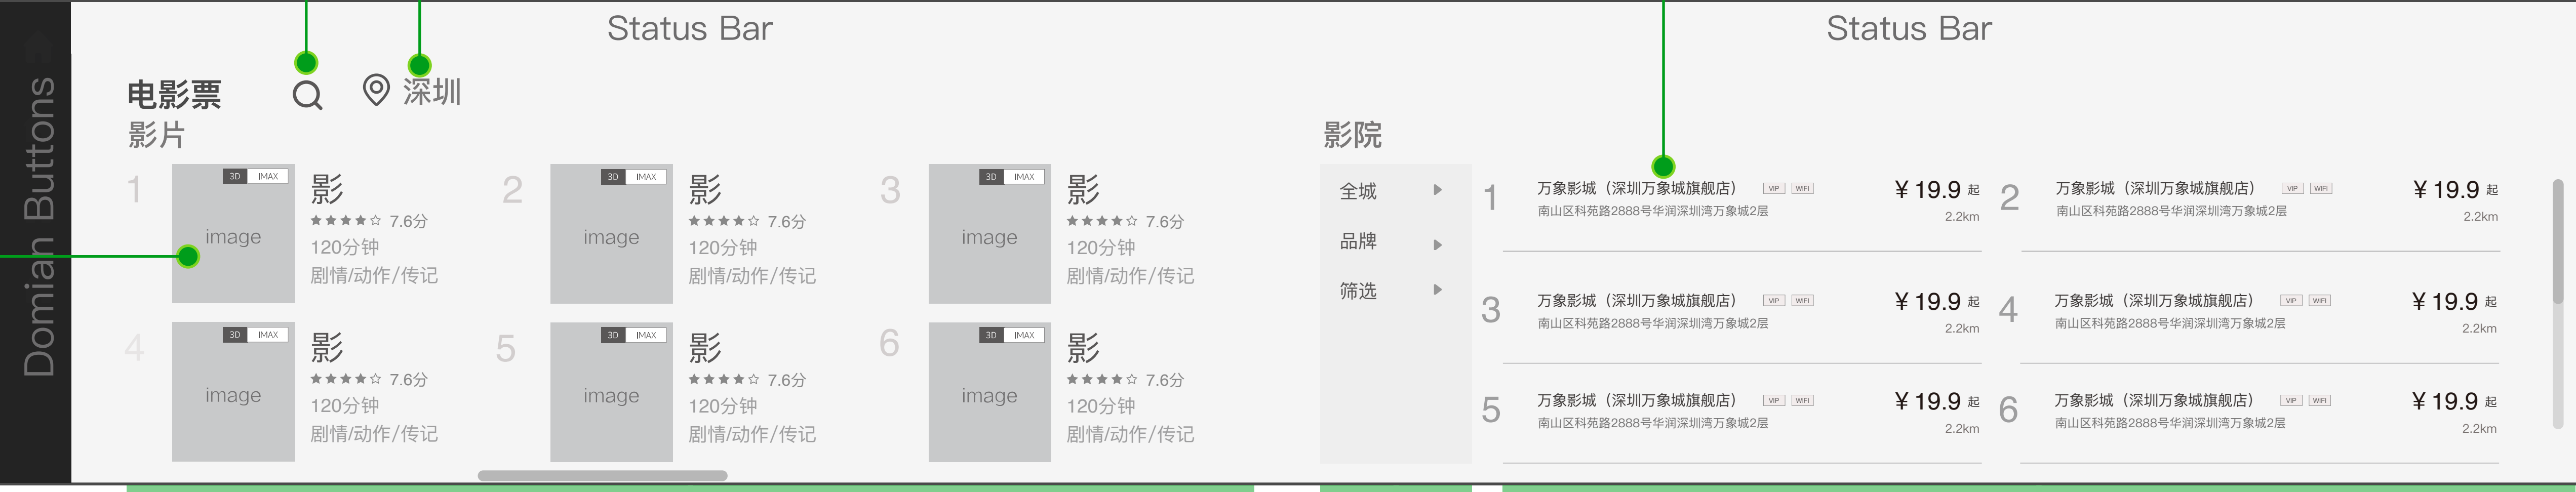 Status Bar
Status Bar
Domian Buttons
电影票
深圳
影片
1
3D IMAX
image
影
7.6分
120分钟
剧情/动作/传记
2
3D IMAX
image
影
7.6分
120分钟
剧情/动作/传记
3
3D IMAX
image
影
7.6分
120分钟
剧情/动作/传记
4
3D IMAX
image
影
7.6分
120分钟
剧情/动作/传记
5
3D IMAX
image
影
7.6分
120分钟
剧情/动作/传记
6
3D IMAX
image
影
7.6分
120分钟
剧情/动作/传记
影院
全城
品牌
筛选
1
万象影城（深圳万象城旗舰店） VIP WIFI ¥ 19.9 起
南山区科苑路2888号华润深圳湾万象城2层 2.2km
2
万象影城（深圳万象城旗舰店） VIP WIFI ¥ 19.9 起
南山区科苑路2888号华润深圳湾万象城2层 2.2km
3
万象影城（深圳万象城旗舰店） VIP WIFI ¥ 19.9 起
南山区科苑路2888号华润深圳湾万象城2层 2.2km
4
万象影城（深圳万象城旗舰店） VIP WIFI ¥ 19.9 起
南山区科苑路2888号华润深圳湾万象城2层 2.2km
5
万象影城（深圳万象城旗舰店） VIP WIFI ¥ 19.9 起
南山区科苑路2888号华润深圳湾万象城2层 2.2km
6
万象影城（深圳万象城旗舰店） VIP WIFI ¥ 19.9 起
南山区科苑路2888号华润深圳湾万象城2层 2.2km